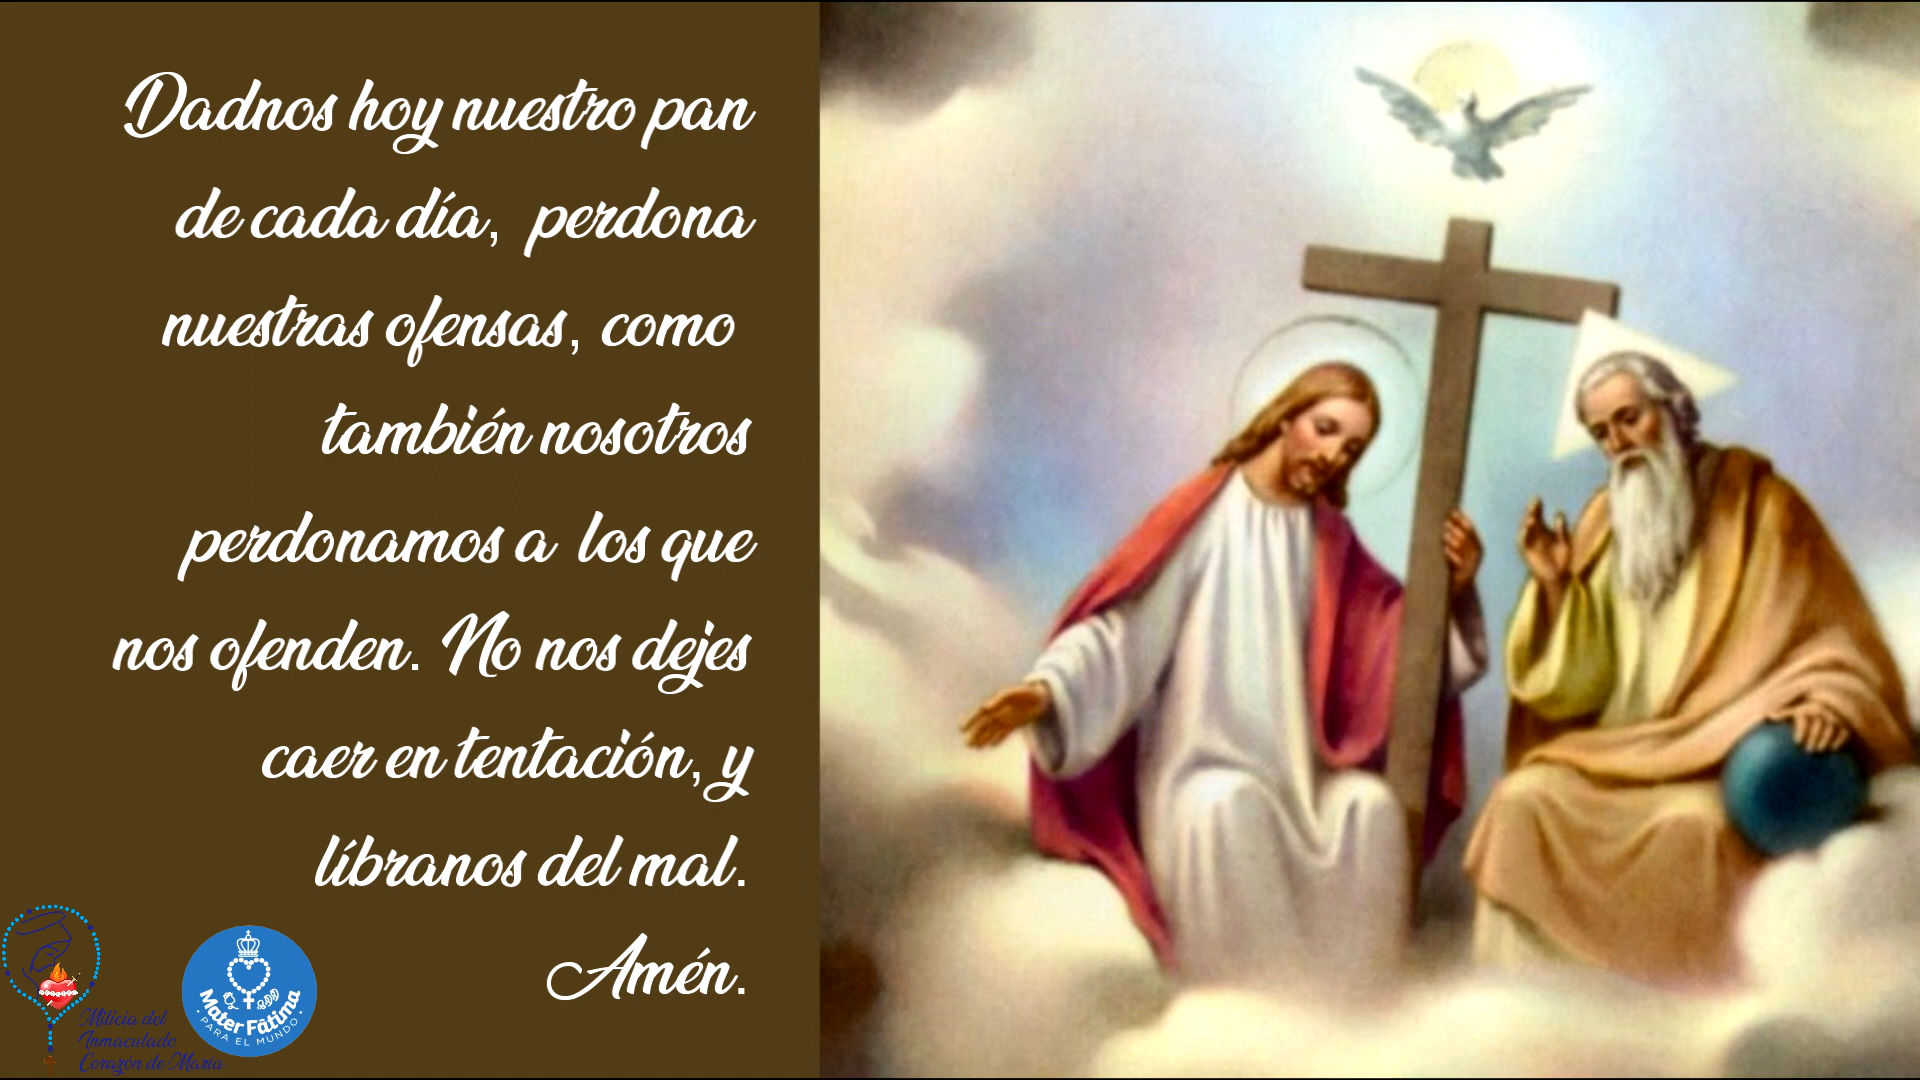 Dadnos hoy nuestro pan
de cada día, perdona
nuestras ofensas, como
también nosotros
perdonamos a los que
nos ofenden. No nos dejes
caer en tentación, y
líbranos del mal.
Amén.
Milicia del
Inmaculado
Corazón de María
Mater Fátima
PARA EL MUNDO